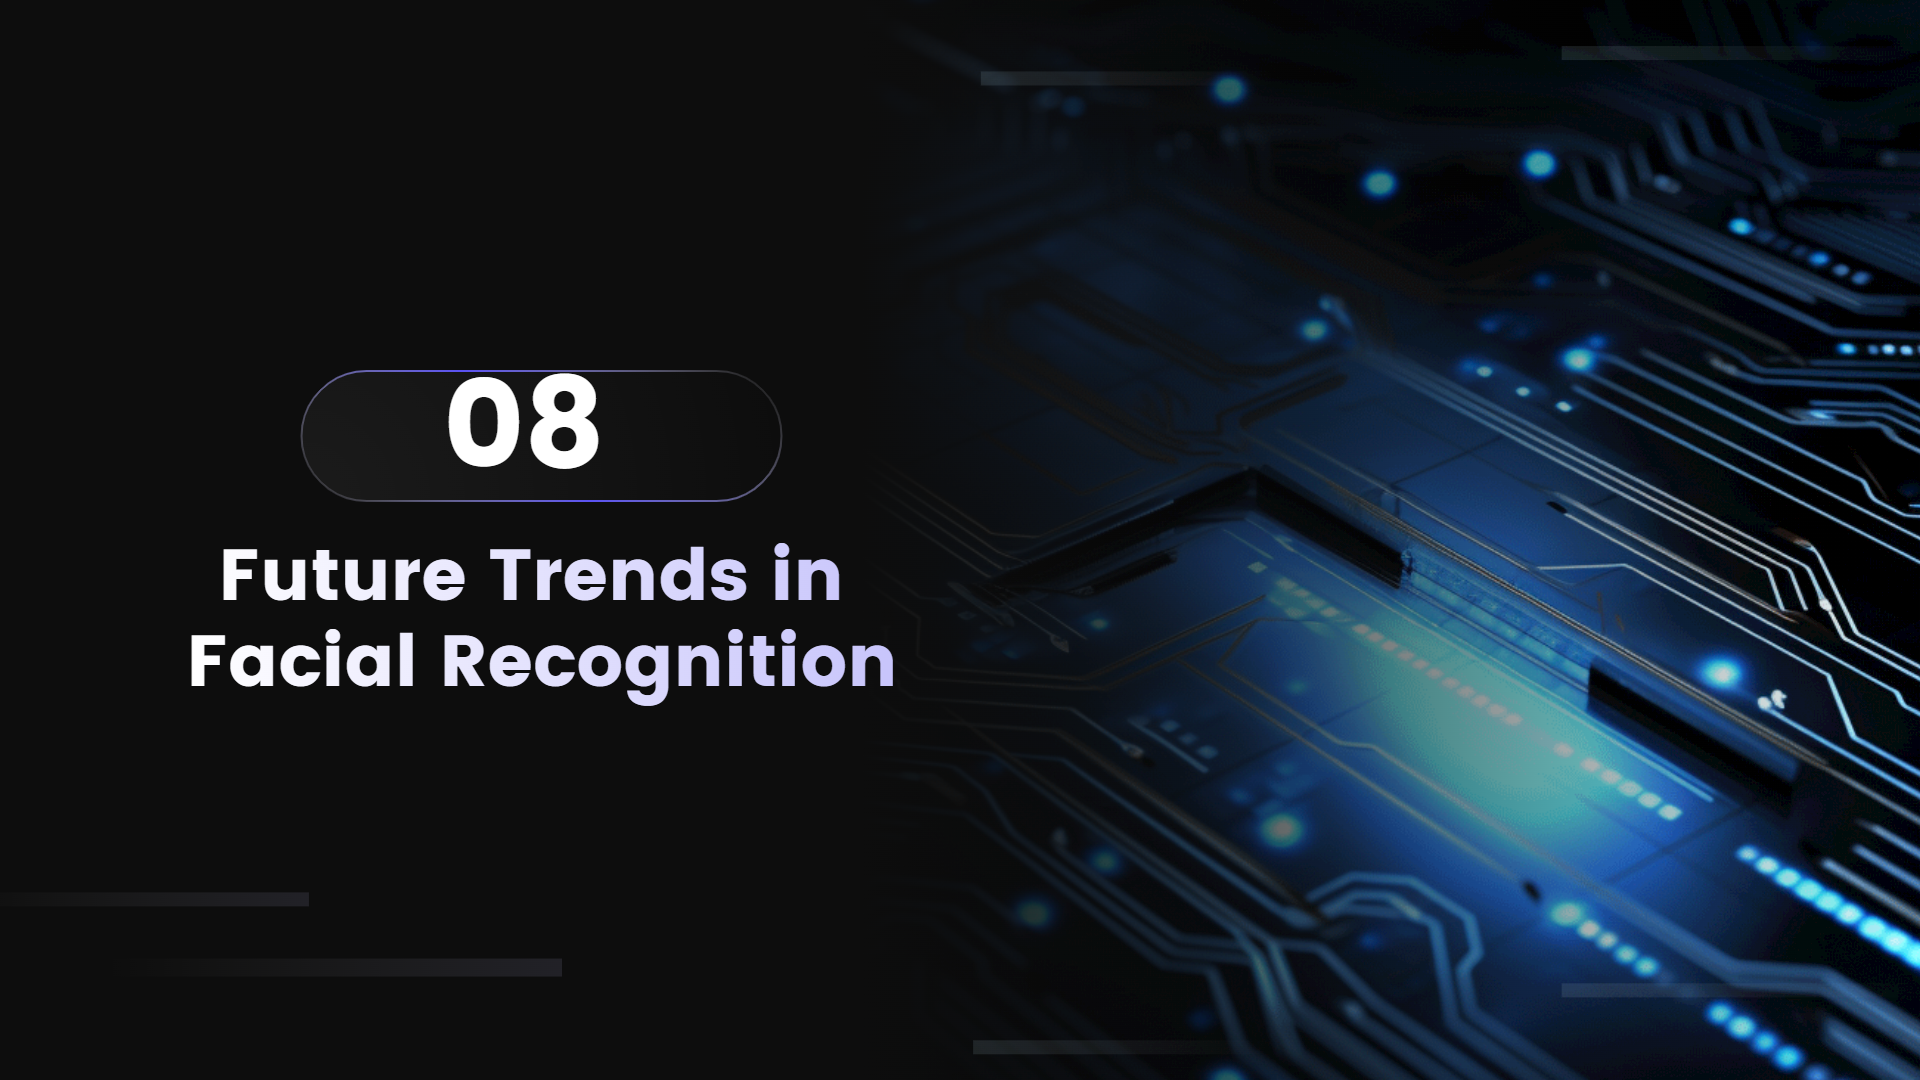 08
Future Trends in
Facial Recognition